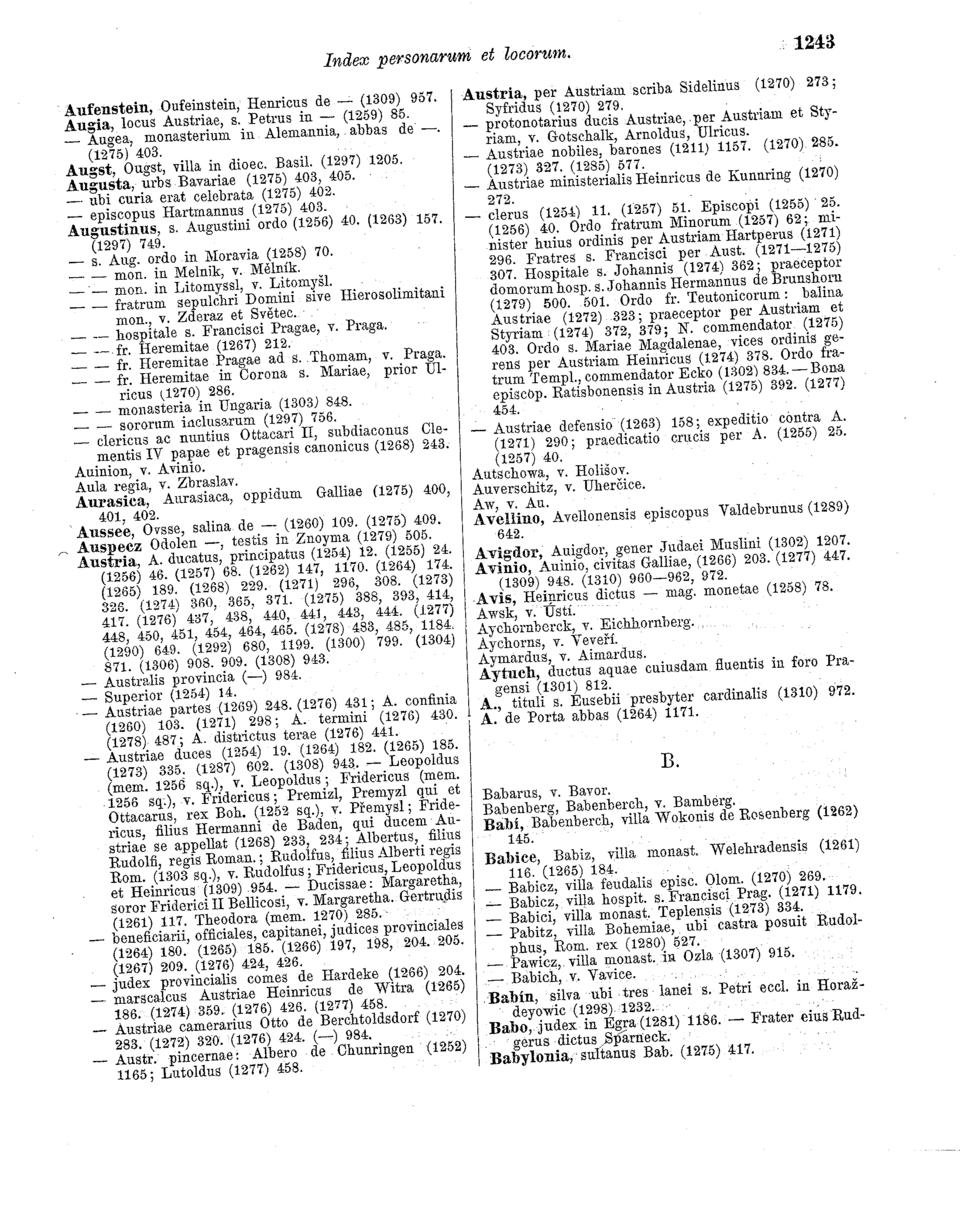 Index personarum et locorum.
1243
Aufenstein, Oufeinstein, Henricus de — (1309) 957.
Augia, locus Austriae, s. Petrus in — (1259) 85.
— Augea, monasterium in Alemannia, abbas de —.
(1275) 403.
Augst, Ougst, villa in dioec. Basil. (1297) 1205.
Augusta, urbs Bavariae (1275) 403, 405.
— ubi curia erat celebrata (1275) 402.
— episcopus Hartmannus (1275) 403.
Augustinus, s. Augustini ordo (1256) 40. (1263) 157.
(1297) 749.
— s. Aug. ordo in Moravia (1258) 70.
— — mon. in Melnik, v. Mělník.
— — mon. in Litomyssl, v. Litomyšl.
— — fratrum sepulchri Domini sive Hierosolimitani
mon., v. Zderaz et Světec.
— — hospitale s. Francisci Pragae, v. Praga.
— — fr. Heremitae (1267) 212.
— — fr. Heremitae Pragae ad s. Thomam, v. Praga.
— — fr. Heremitae in Corona s. Mariae, prior Ul-
ricus (1270) 286.
— — monasteria in Ungaria (1303) 848.
— — sororum inclusarum (1297) 756.
— clericus ac nuntius Ottacari II, subdiaconus Cle-
mentis IV papae et pragensis canonicus (1268) 243.
Auinion, v. Avinio.
Aula regia, v. Zbraslav.
Aurasica, Aurasiaca, oppidum Galliae (1275) 400,
401, 402.
Aussee, Ovsse, salina de — (1260) 109. (1275) 409.
Auspecz Odolen —, testis in Znoyma (1279) 505.
Austria, A. ducatus, principatus (1254) 12. (1255) 24.
(1256) 46. (1257) 68. (1262) 147, 1170. (1264) 174.
(1265) 189. (1268) 229. (1271) 296, 308. (1273)
326. (1274) 360, 365, 371. (1275) 388, 393, 414,
417. (1276) 437, 438, 440, 441, 443, 444. (1277)
448, 450, 451, 454, 464, 465. (1278) 483, 485, 1184.
(1290) 649. (1292) 680, 1199. (1300) 799. (1304)
871. (1306) 908. 909. (1308) 943.
— Australis provincia (—) 984.
— Superior (1254) 14.
— Austriae partes (1269) 248. (1276) 431; A. confinia
(1260) 103. (1271) 298; A. termini (1276) 430.
(1278) 487; A. districtus terae (1276) 441.
— Austriae duces (1254) 19. (1264) 182. (1265) 185.
(1273) 335. (1287) 602. (1308) 943. — Leopoldus
(mem. 1256 sq.), v. Leopoldus; Fridericus (mem.
1256 sq.), v. Fridericus; Premizl, Premyzl qui et
Ottacarus, rex Boh. (1252 sq.), v. Přemysl; Fride-
ricus, filius Hermanni de Baden, qui ducem Au-
striae se appellat (1268) 233, 234; Albertus, filius
Rudolfi, regis Roman.; Rudolfus, filius Alberti regis
Rom. (1303 sq.), v. Rudolfus; Fridericus, Leopoldus
et Heinricus (1309) 954. — Ducissae: Margaretha,
soror Friderici II Bellicosi, v. Margaretha. Gertrudis
(1261) 117. Theodora (mem. 1270) 285.
— beneficiarii, officiales, capitanei, judices provinciales
(1264) 180. (1265) 185. (1266) 197, 198, 204. 205.
(1267) 209. (1276) 424, 426.
— judex provincialis comes de Hardeke (1266) 204.
— marscalcus Austriae Heinricus de Witra (1265)
186. (1274) 359. (1276) 426. (1277) 458.
— Austriae camerarius Otto de Berchtoldsdorf (1270)
283. (1272) 320. (1276) 424. (—) 984.
— Austr. pincernae: Albero de Chunringen (1252)
1165; Lutoldus (1277) 458.
Austria, per Austriam scriba Sidelinus (1270) 273;
Syfridus (1270) 279.
— protonotarius ducis Austriae, per Austriam et Sty-
riam, v. Gotschalk, Arnoldus, Ulricus.
— Austriae nobiles, barones (1211) 1157. (1270) 285.
(1273) 327. (1285) 577.
— Austriae ministerialis Heinricus de Kunnring (1270)
272.
— clerus (1254) 11. (1257) 51. Episcopi (1255) 25.
(1256) 40. Ordo fratrum Minorum (1257) 62; mi-
nister huius ordinis per Austriam Hartperus (1271)
296. Fratres s. Francisci per Aust. (1271—1275)
307. Hospitale s. Johannis (1274) 362; praeceptor
domorum hosp. s. Johannis Hermannus de Brunshoru
(1279) 500. 501. Ordo fr. Teutonicorum: balina
Austriae (1272) 323; praeceptor per Austriam et
Styriam (1274) 372, 379; N. commendator (1275)
403. Ordo s. Mariae Magdalenae, vices ordinis ge-
rens per Austriam Heinricus (1274) 378. Ordo fra-
trum Templ., commendator Ecko (1302) 834. — Bona
episcop. Ratisbonensis in Austria (1275) 392. (1277)
454.
— Austriae defensio (1263) 158; expeditio contra A.
(1271) 290; praedicatio crucis per A. (1255) 25.
(1257) 40.
Autschowa, v. Holišov.
Auverschitz, v. Uherčice.
Aw, v. Au.
Avellino, Avellonensis episcopus Valdebrunus (1289)
642.
Avigdor, Auigdor, gener Judaei Muslini (1302) 1207.
Avinio, Auinio, civitas Galliae, (1266) 203. (1277) 447.
(1309) 948. (1310) 960—962, 972.
Avis, Heinricus dictus — mag. monetae (1258) 78.
Awsk, v. Ústí.
Aychornberck, v. Eichhornberg.
Aychorns, v. Veveří.
Aymardus, v. Aimardus.
Aytuch, ductus aquae cuiusdam fluentis in foro Pra-
gensi (1301) 812.
A., tituli s. Eusebii presbyter cardinalis (1310) 972.
A. de Porta abbas (1264) 1171.
B.
Babarus, v. Bavor.
Babenberg, Babenberch, v. Bamberg.
Babí, Babenberch, villa Wokonis de Rosenberg (1262)
145.
Babice, Babiz, villa monast. Welehradensis (1261)
116. (1265) 184.
— Babicz, villa feudalis episc. Olom. (1270) 269.
— Babicz, villa hospit. s. Francisci Prag. (1271) 1179.
— Babici, villa monast. Teplensis (1273) 334.
— Pabitz, villa Bohemiae, ubi castra posuit Rudol-
phus, Rom. rex (1280) 527.
— Pawicz, villa monast. in Ozla (1307) 915.
— Babich, v. Vavice.
Babín, silva ubi tres lanei s. Petri eccl. in Horaž-
deyowic (1298) 1232.
Babo, judex in Egra (1281) 1186. — Frater eius Rud-
gerus dictus Sparneck.
Babylonia, sultanus Bab. (1275) 417.